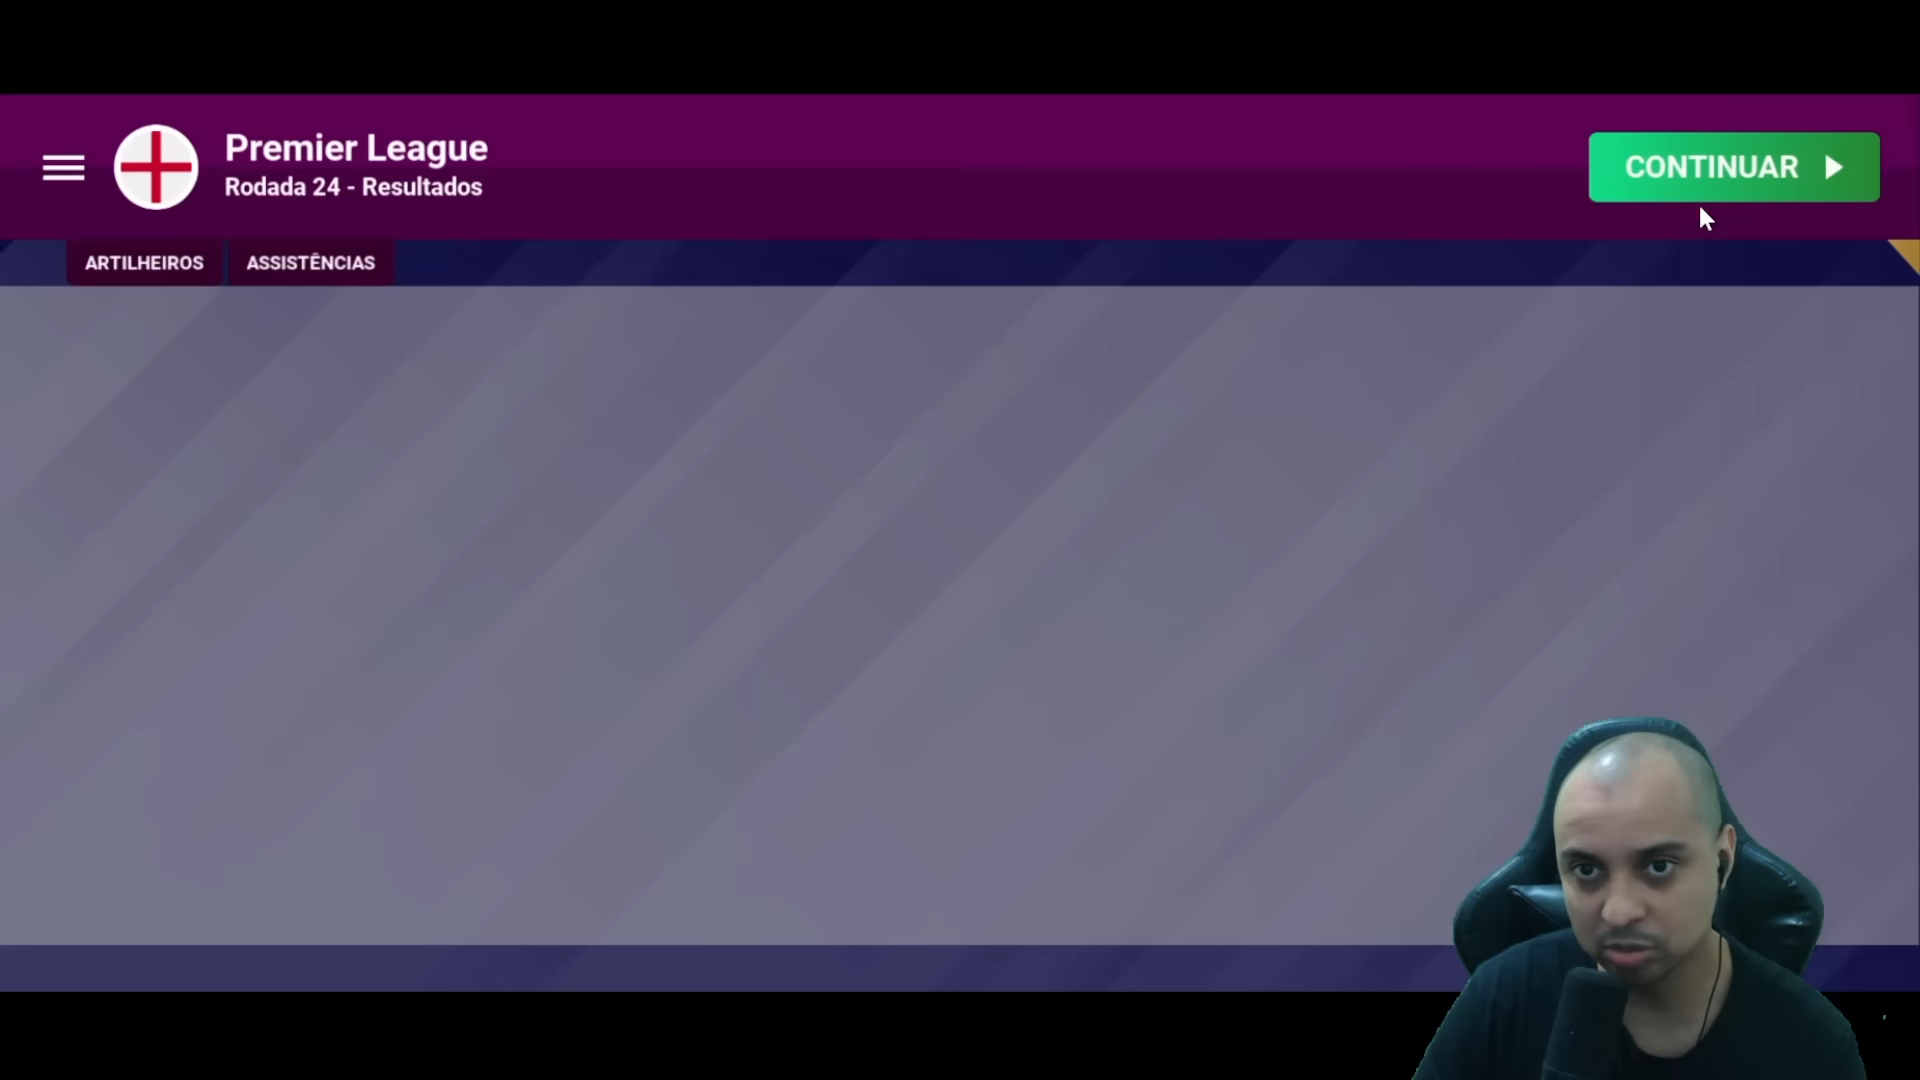 Premier League
Rodada 24 - Resultados
CONTINUAR
ARTILHEIROS
ASSISTÊNCIAS